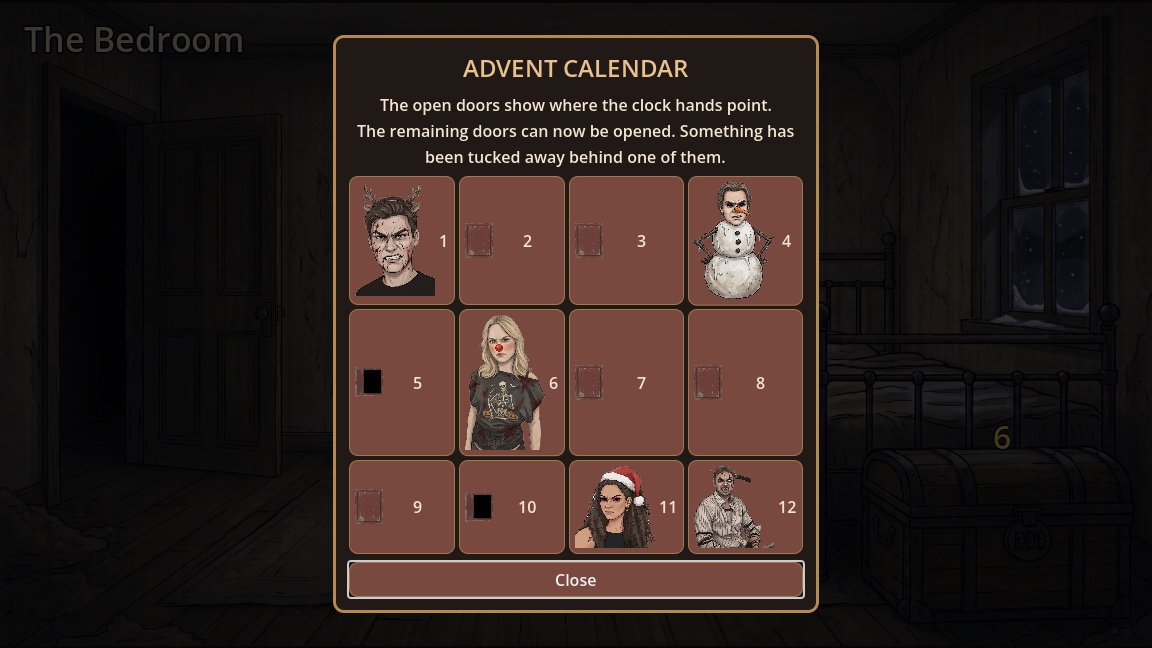 The Bedroom
ADVENT CALENDAR
The open doors show where the clock hands point.
The remaining doors can now be opened. Something has
been tucked away behind one of them.
1 2 3 4
5 6 7 8
9 10 11 12
6
Close